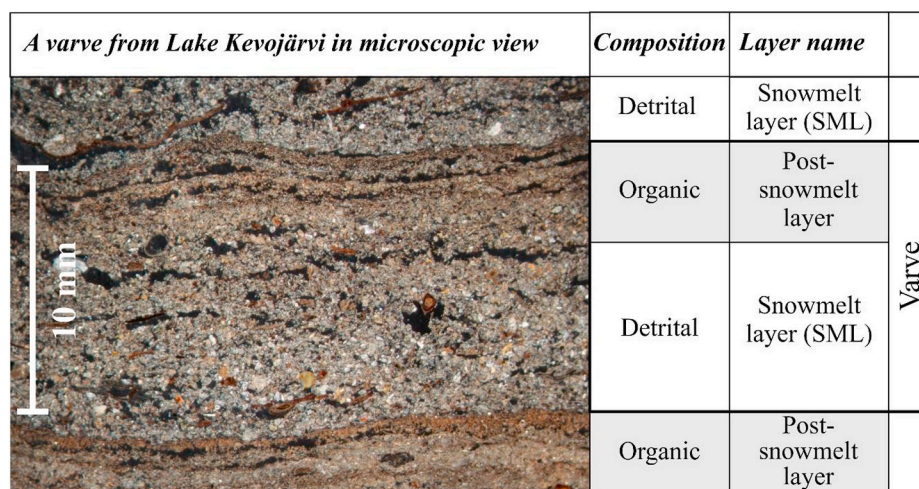 A varve from Lake Kevojärvi in microscopic view
Composition
Layer name
Detrital
Snowmelt
layer (SML)
Organic
Post-
snowmelt
layer
Detrital
Snowmelt
layer (SML)
Organic
Post-
snowmelt
layer
Varve
10 mm